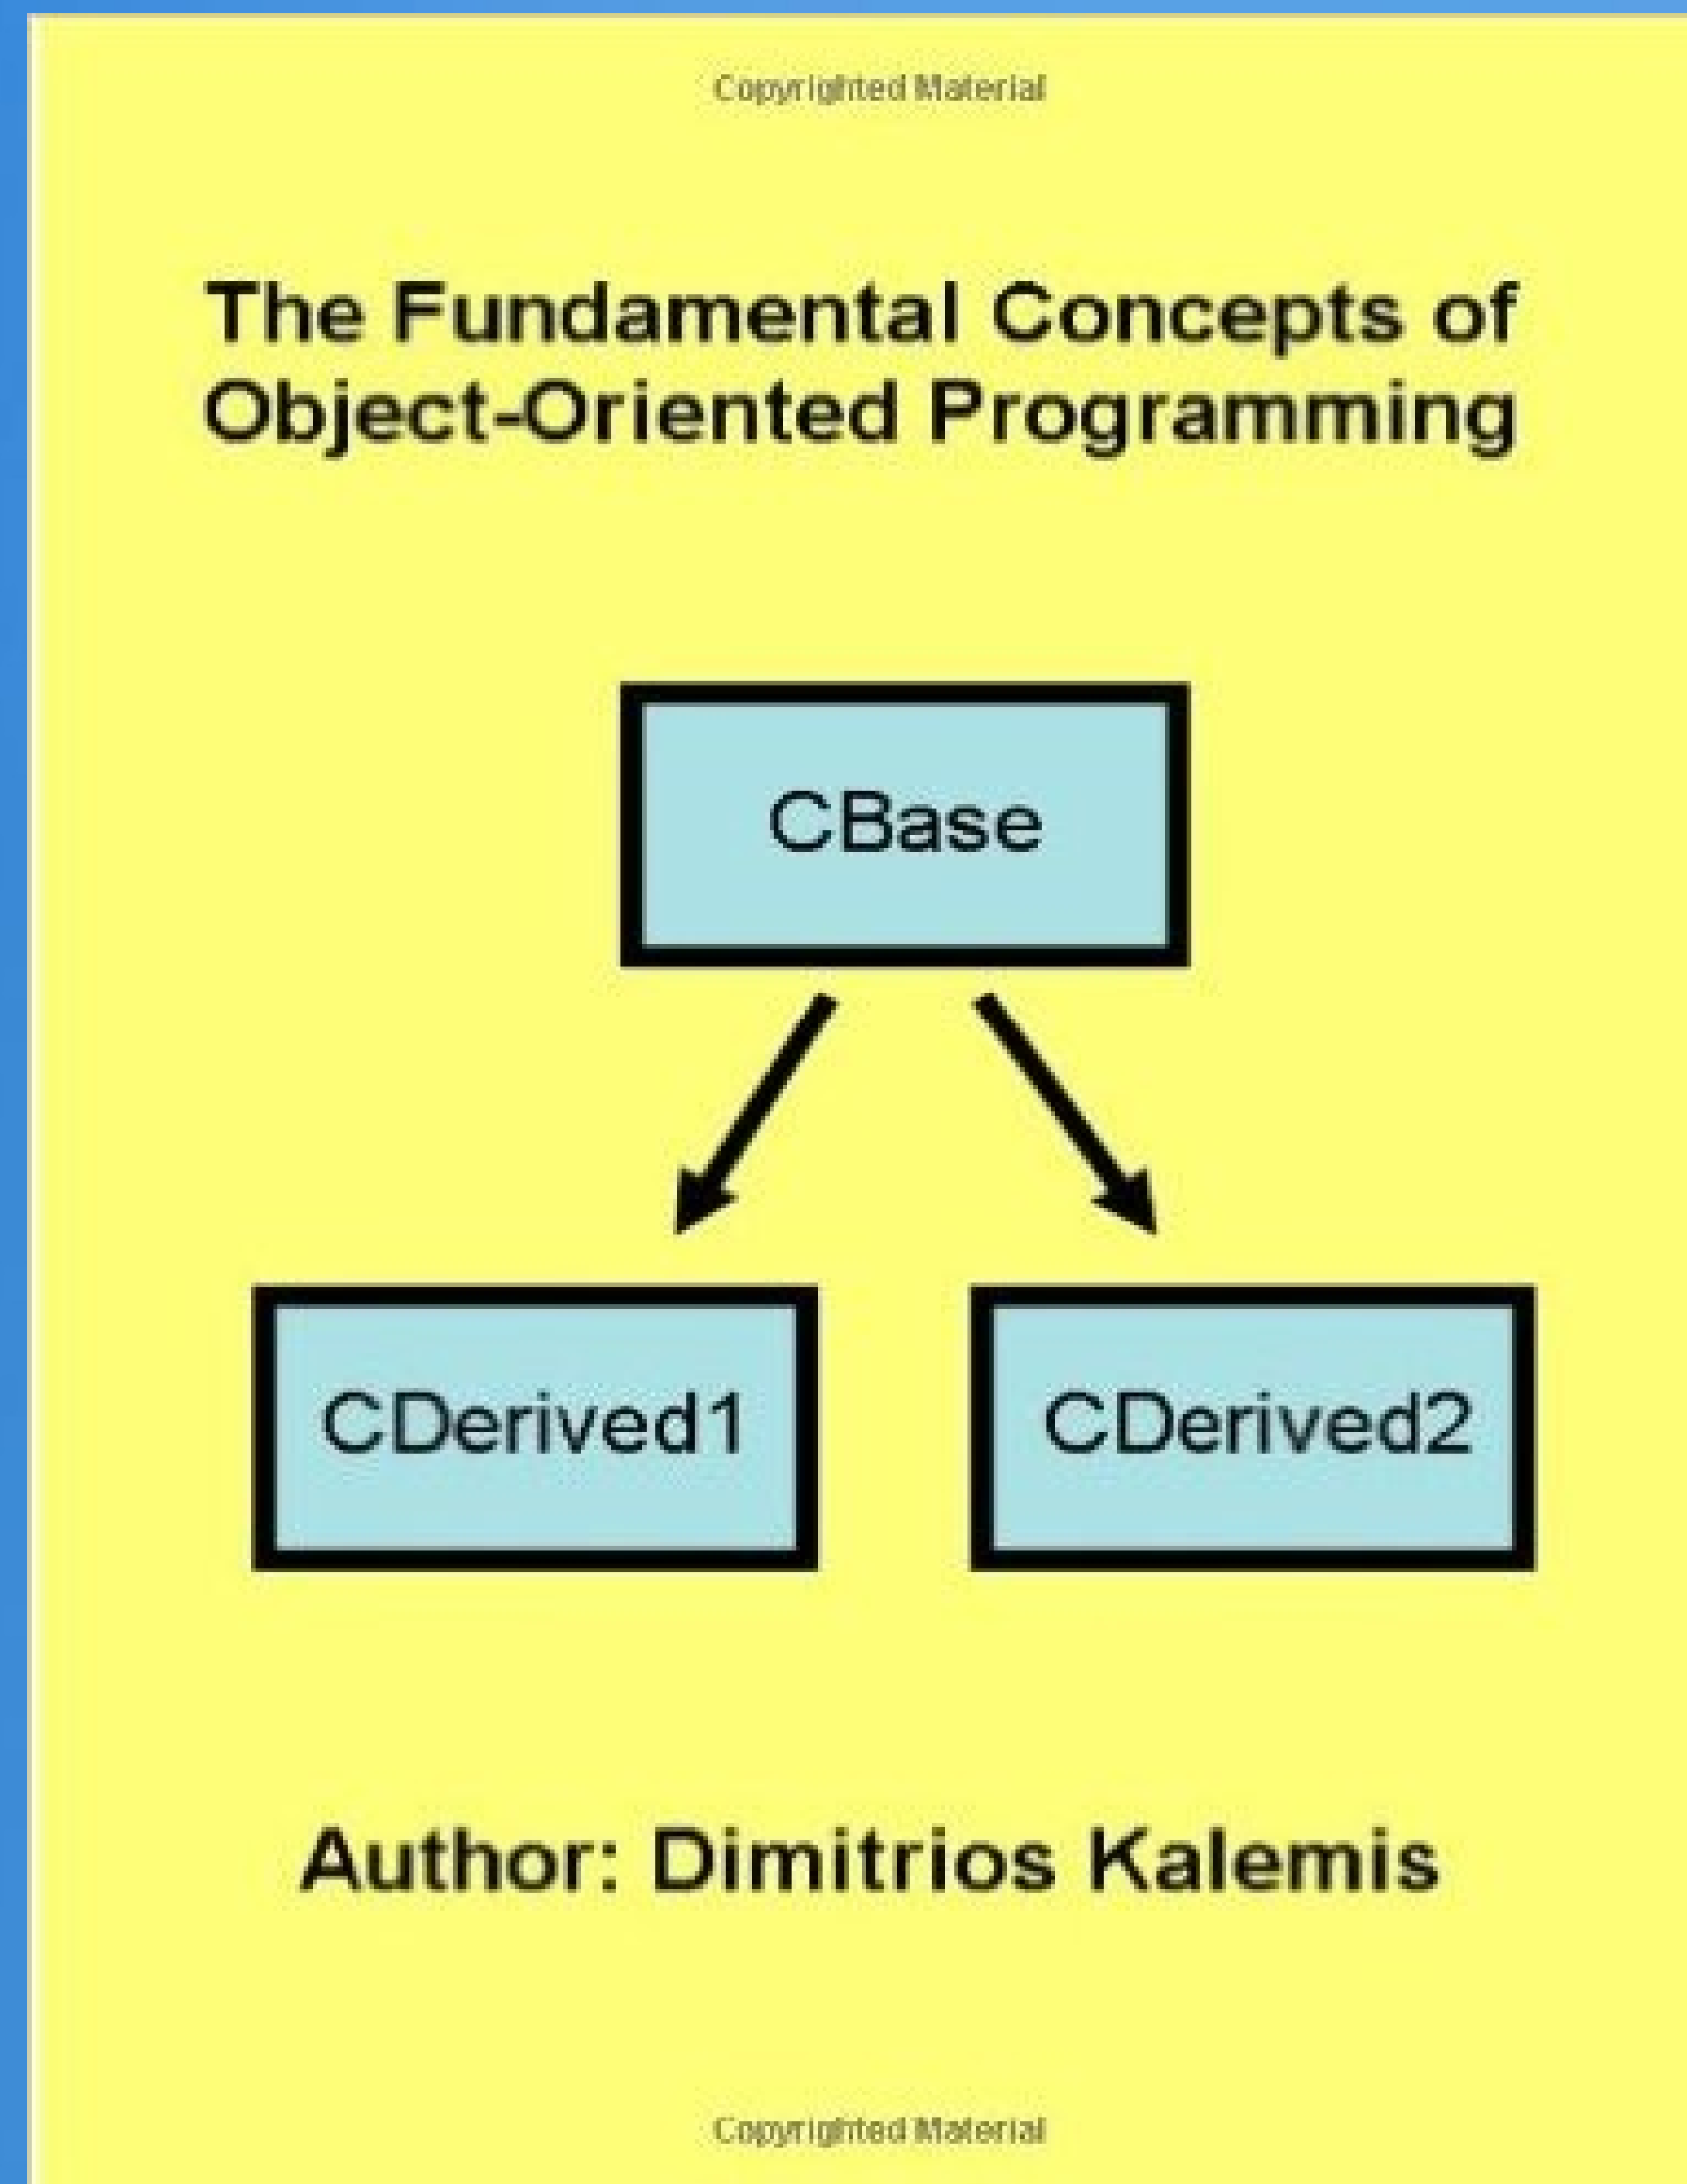 Copyrighted Material
The Fundamental Concepts of
Object-Oriented Programming
CBase
CDerived1
CDerived2
Author: Dimitrios Kalemis
Copyrighted Material